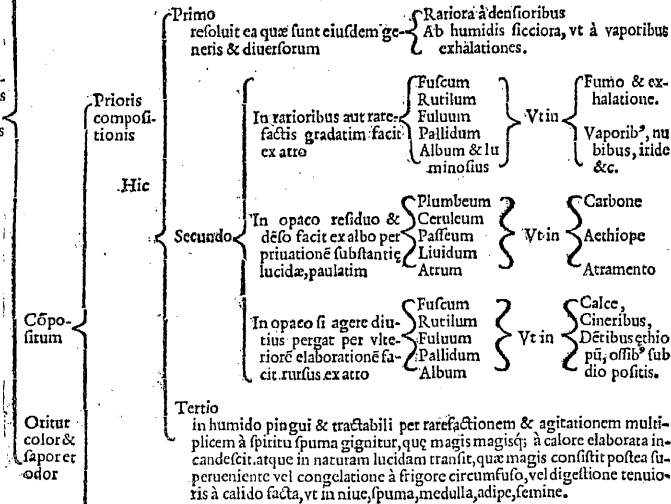 Primo
resoluit ea quæ sunt eiusdem ge-
neris & diuersorum
Rariora à densioribus
Ab humidis sicciora, vt à vaporibus
exhalationes.
Prioris
composi-
tionis
Hic
Secundo
In rarioribus aut rare-
factis gradatim facit
ex atro
Fuscum
Rutilum
Fuluum
Pallidum
Album & lu
minosius
Vt in
Fumo & ex-
halatione.
Vaporibꝰ, nu
bibus, iride
&c.
In opaco residuo &
dēso facit ex albo per
priuationē substantię
lucidæ, paulatim
Plumbeum
Ceruleum
Passeum
Liuidum
Atrum
Vt in
Carbone
Aethiope
Atramento
In opaco si agere diu-
tius pergat per vlte-
riorē elaborationē fa-
cit rursus ex atro
Fuscum
Rutilum
Fuluum
Pallidum
Album
Vt in
Calce,
Cineribus,
Dētibus ęthio
pū, ossibꝰ sub
dio positis.
Cōpo-
situm
Tertio
in humido pingui & tractabili per rarefactionem & agitationem multi-
plicem à spiritu spuma gignitur, quę magis magisq; à calore elaborata in-
candescit. atque in naturam lucidam transit, quæ magis consistit postea su-
perueniente vel congelatione à frigore circumfuso, vel digestione tenuio-
ris à calido facta, vt in niue, spuma, medulla, adipe, semine.
Oritur
color &
sapor et
odor